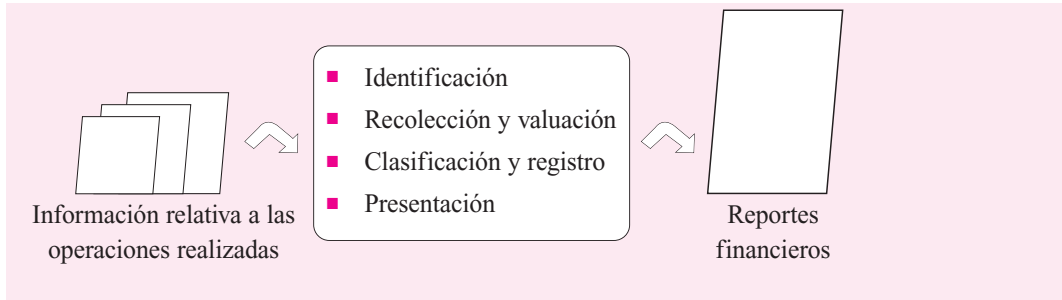 Información relativa a las
operaciones realizadas
Identificación
Recolección y valuación
Clasificación y registro
Presentación
Reportes
financieros